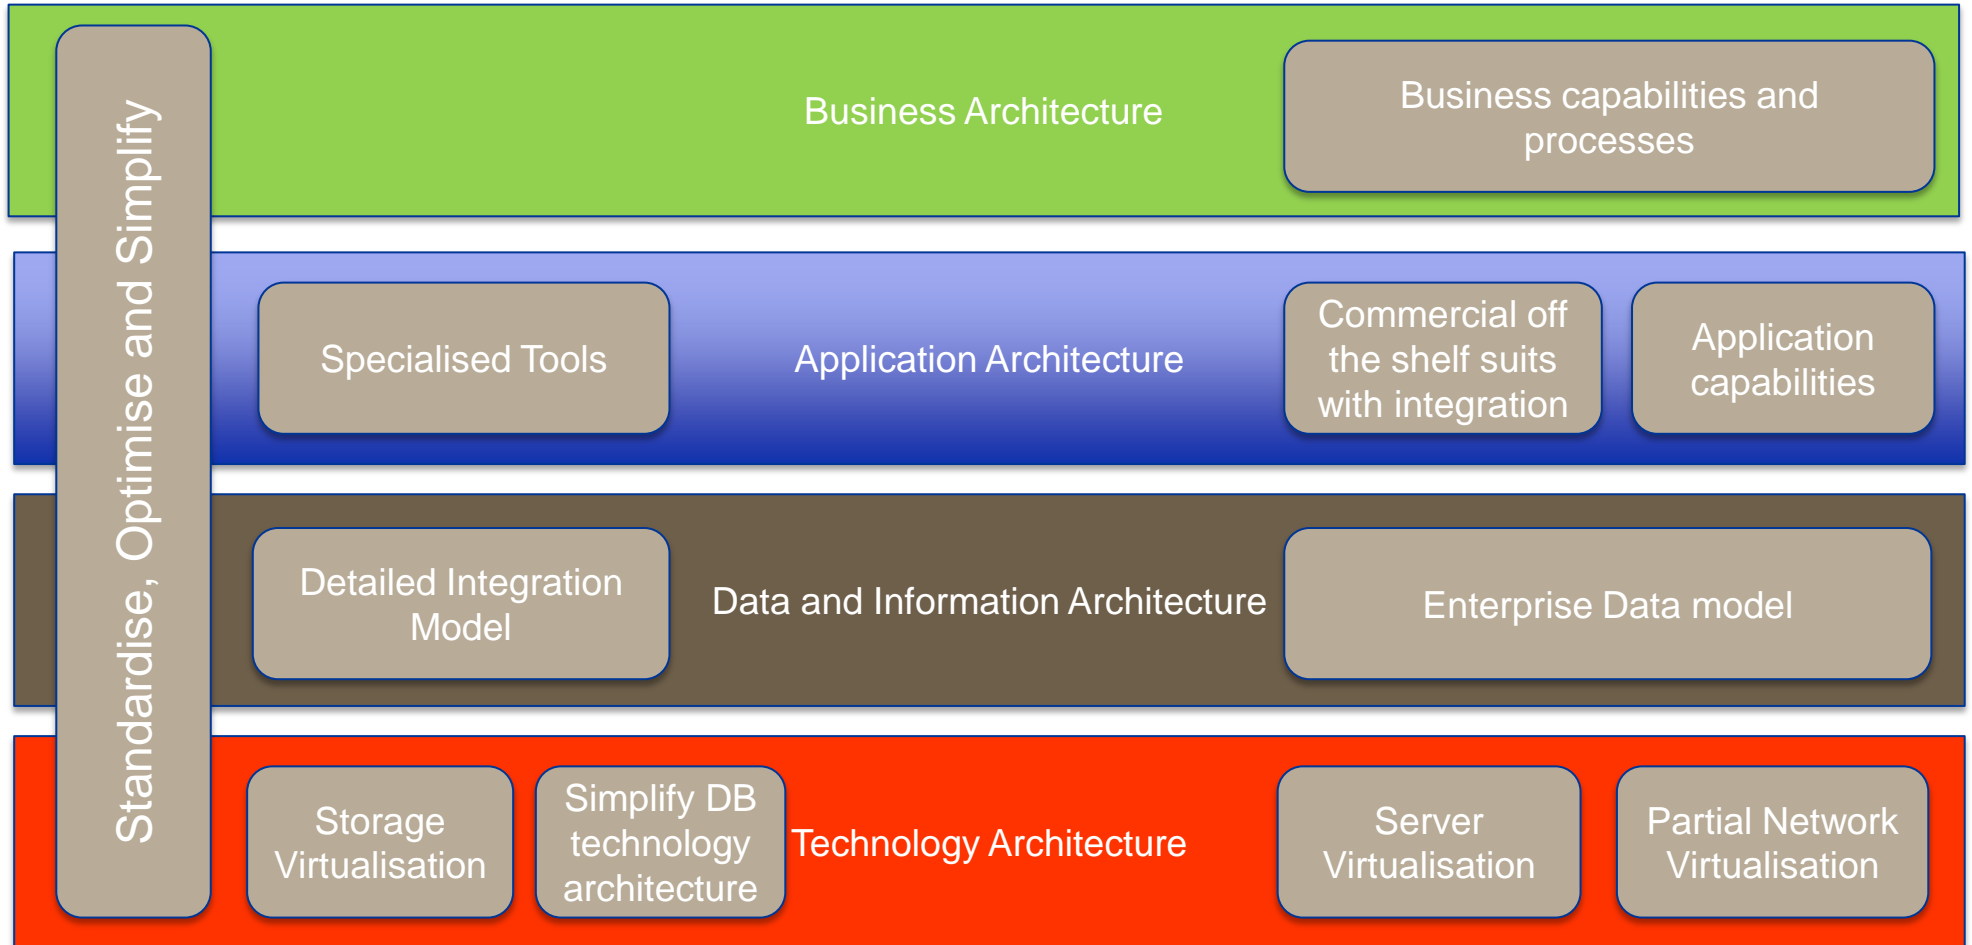 Standardise, Optimise and Simplify
Business Architecture
Business capabilities and
processes
Specialised Tools
Application Architecture
Commercial off
the shelf suits
with integration
Application
capabilities
Detailed Integration
Model
Data and Information Architecture
Enterprise Data model
Storage
Virtualisation
Simplify DB
technology
architecture
Technology Architecture
Server
Virtualisation
Partial Network
Virtualisation